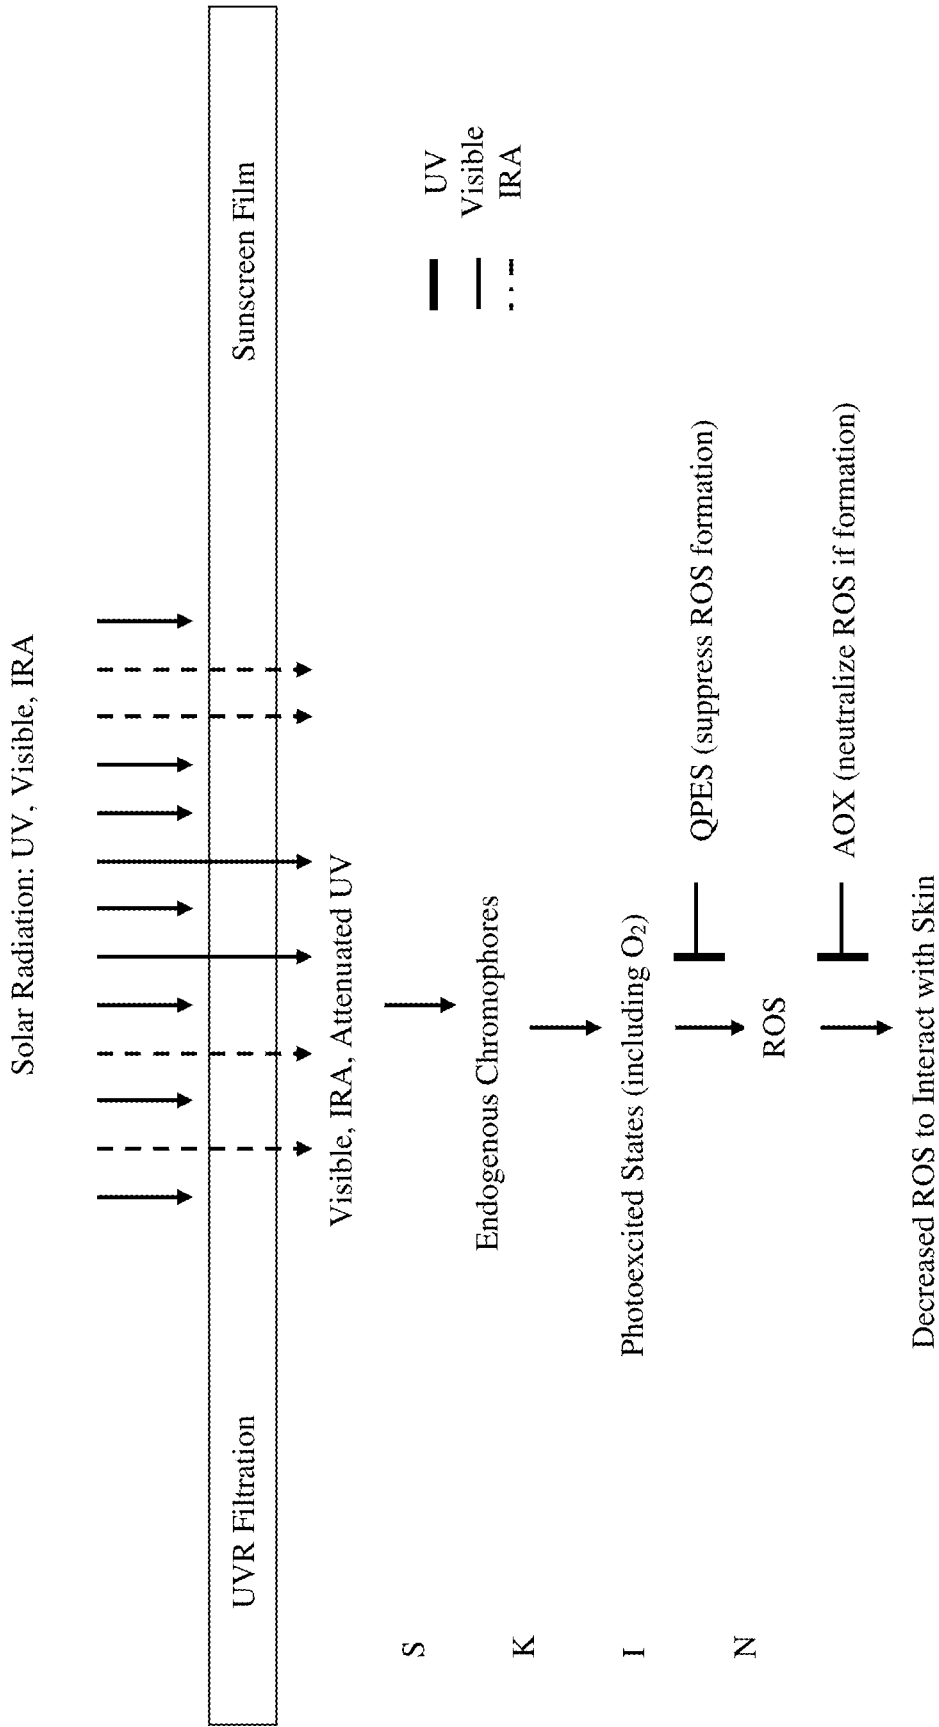 Solar Radiation: UV, Visible, IRA
UVR Filtration
Sunscreen Film
Visible, IRA, Attenuated UV
UV
Visible
IRA
S
K
I
N
Endogenous Chromophores
Photoexcited States (including O₂)
QPES (suppress ROS formation)
ROS
AOX (neutralize ROS if formation)
Decreased ROS to Interact with Skin